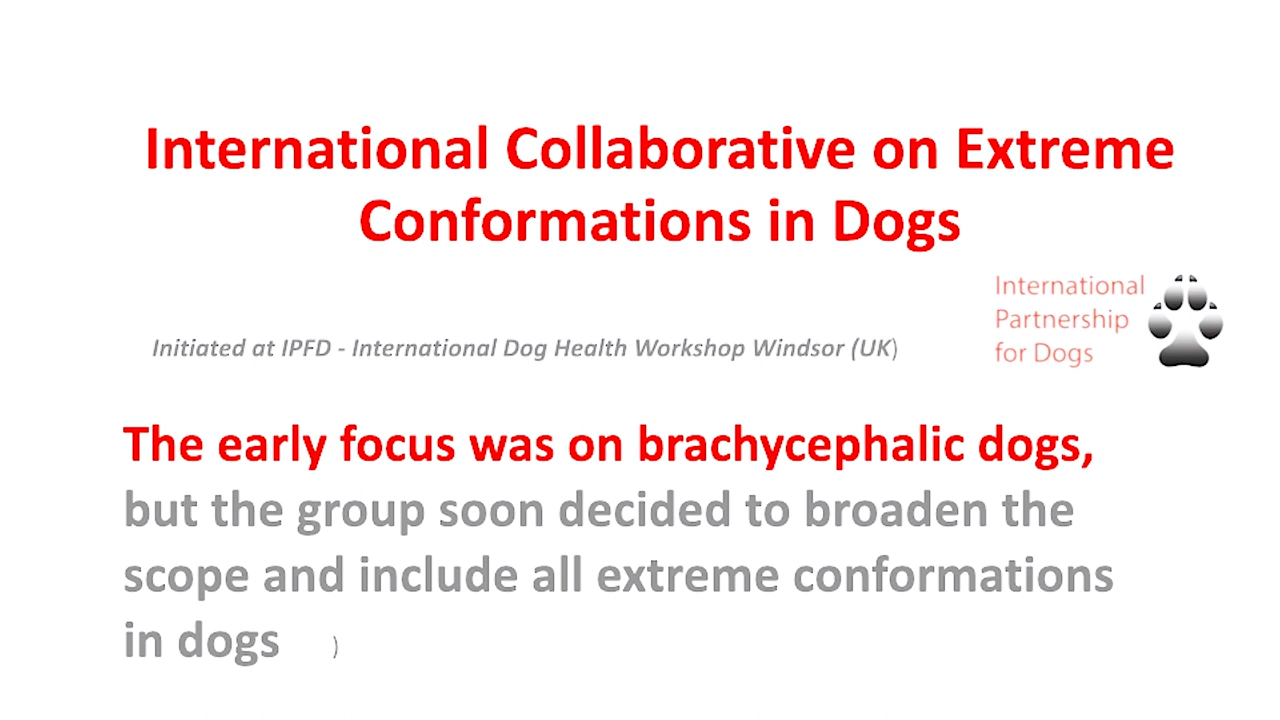 International Collaborative on Extreme
Conformations in Dogs
International
Partnership
for Dogs
Initiated at IPFD - International Dog Health Workshop Windsor (UK)
The early focus was on brachycephalic dogs,
but the group soon decided to broaden the
scope and include all extreme conformations
in dogs )